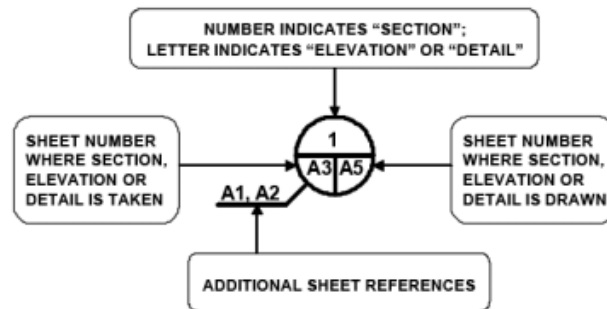 NUMBER INDICATES “SECTION”;
LETTER INDICATES “ELEVATION” OR “DETAIL”
SHEET NUMBER
WHERE SECTION,
ELEVATION OR
DETAIL IS TAKEN
1
A3 A5
A1, A2
SHEET NUMBER
WHERE SECTION,
ELEVATION OR
DETAIL IS DRAWN
ADDITIONAL SHEET REFERENCES